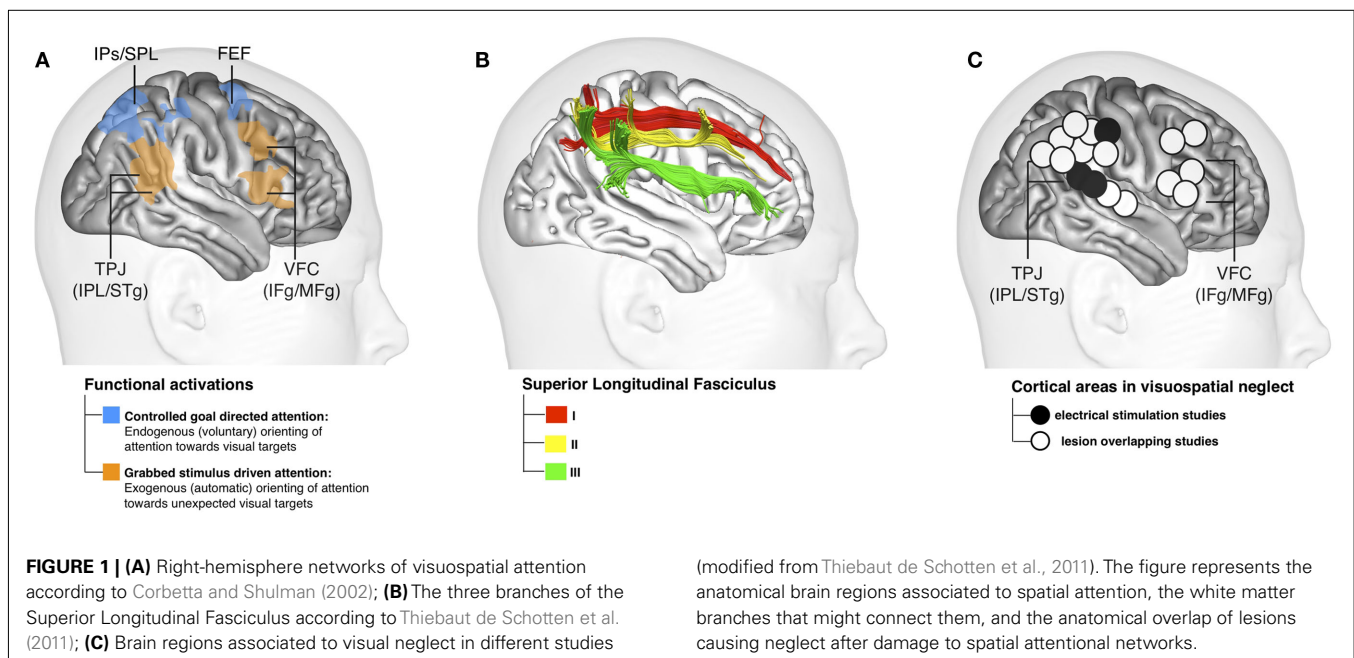 A
IPs/SPL
FEF
TPJ
(IPL/STg)
VFC
(IFg/MFg)
Functional activations
Controlled goal directed attention:
Endogenous (voluntary) orienting of
attention towards visual targets
Grabbed stimulus driven attention:
Exogenous (automatic) orienting of attention
towards unexpected visual targets
B
Superior Longitudinal Fasciculus
I
II
III
C
TPJ
(IPL/STg)
VFC
(IFg/MFg)
Cortical areas in visuospatial neglect
electrical stimulation studies
lesion overlapping studies
FIGURE 1 | (A) Right-hemisphere networks of visuospatial attention
according to Corbetta and Shulman (2002); (B) The three branches of the
Superior Longitudinal Fasciculus according to Thiebaut de Schotten et al.
(2011); (C) Brain regions associated to visual neglect in different studies
(modified from Thiebaut de Schotten et al., 2011). The figure represents the
anatomical brain regions associated to spatial attention, the white matter
branches that might connect them, and the anatomical overlap of lesions
causing neglect after damage to spatial attentional networks.